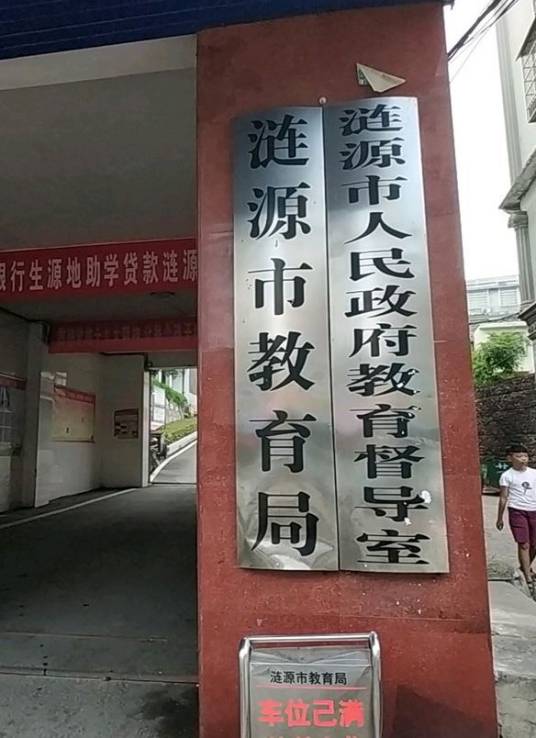 涟源市教育局
涟源市人民政府教育督导室
银行生源地助学贷款涟源
涟源市教育局
车位已满